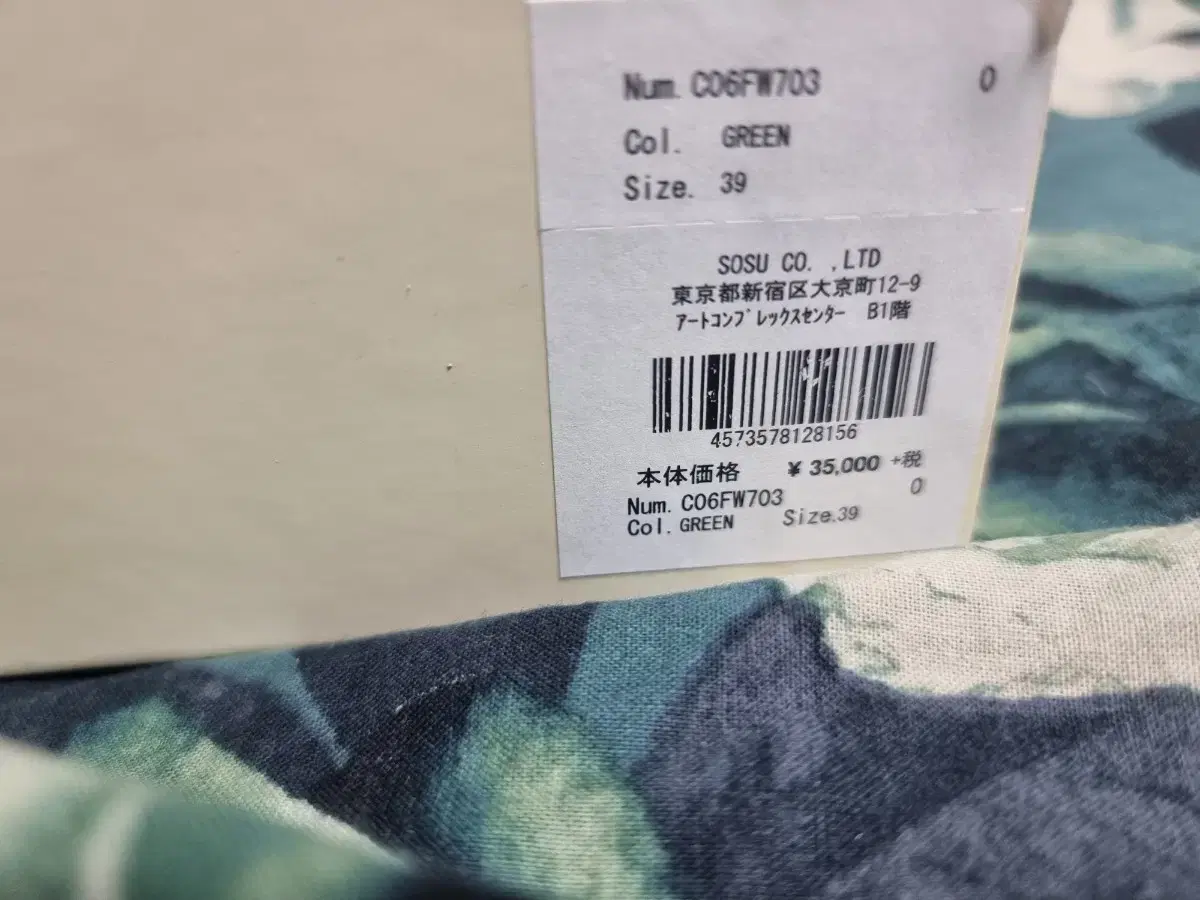 Num. C06FW703 0
Col. GREEN
Size. 39
SOSU CO. ,LTD
東京都新宿区大京町12-9
ｱｰﾄｺﾝﾌﾟﾚｯｸｽｾﾝﾀｰ B1階
4573578128156
本体価格 ¥ 35,000 +税
Num. C06FW703 0
Col. GREEN Size.39